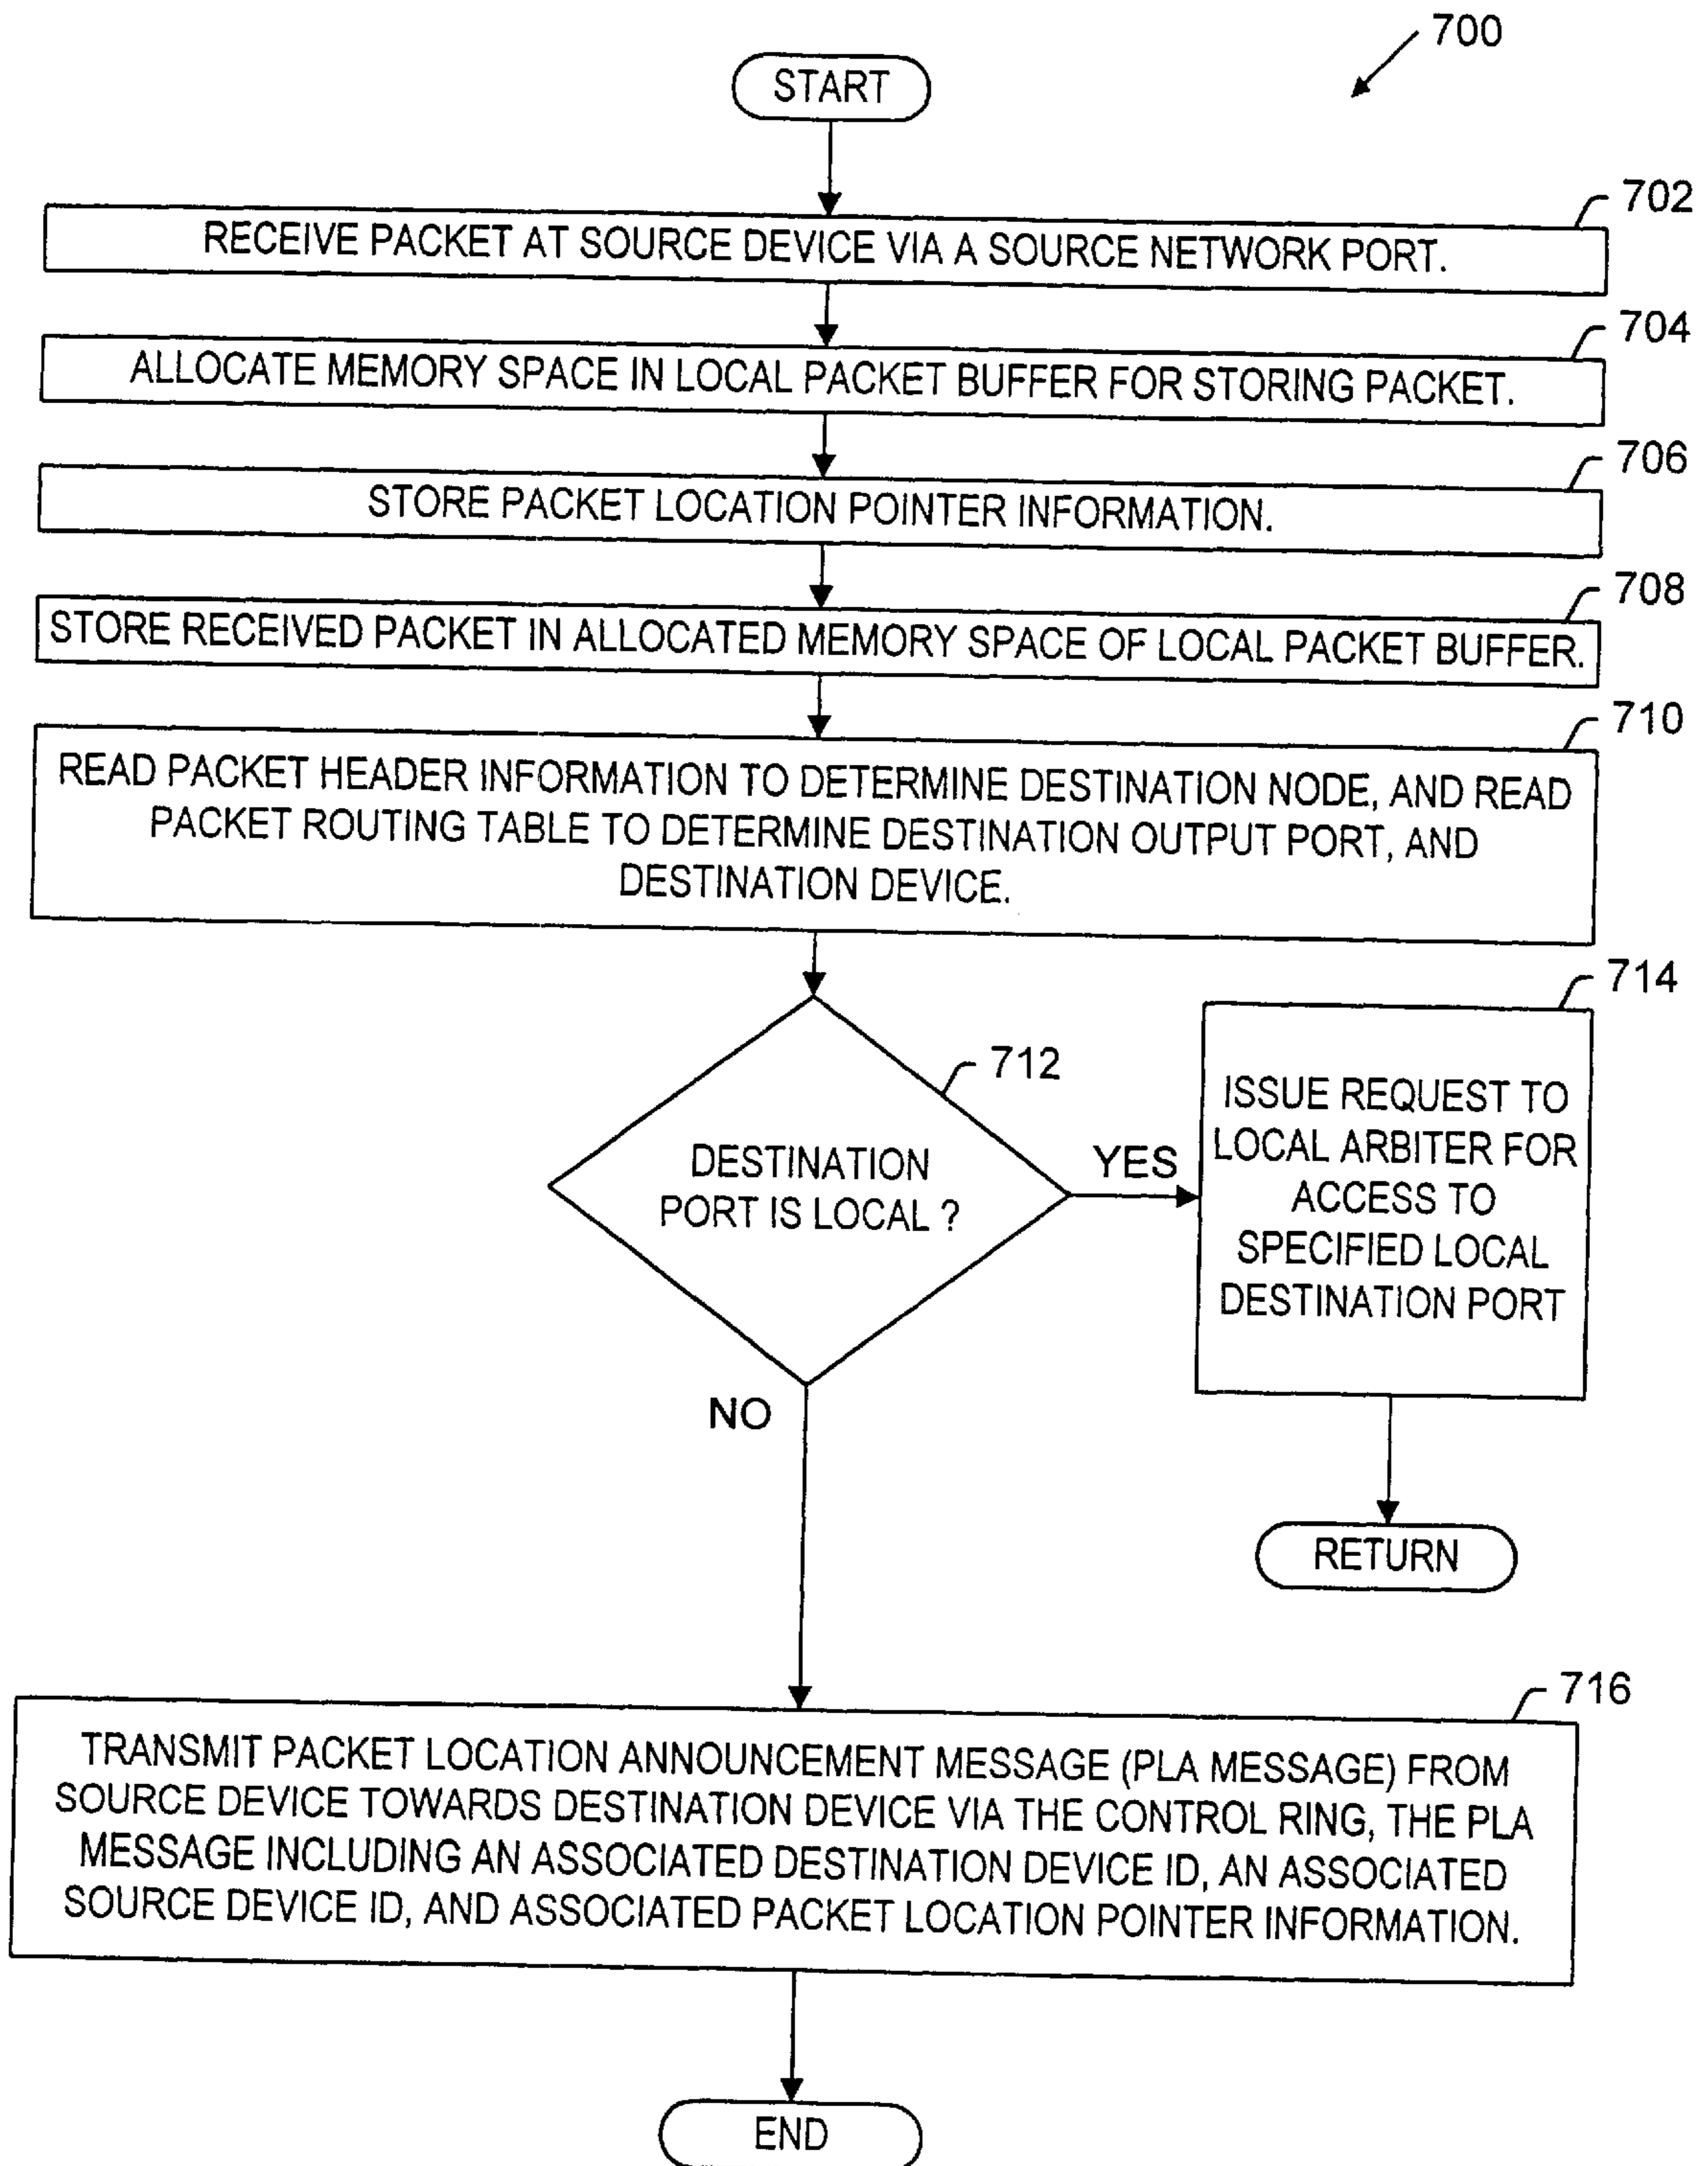 700
START
702
RECEIVE PACKET AT SOURCE DEVICE VIA A SOURCE NETWORK PORT.
704
ALLOCATE MEMORY SPACE IN LOCAL PACKET BUFFER FOR STORING PACKET.
706
STORE PACKET LOCATION POINTER INFORMATION.
708
STORE RECEIVED PACKET IN ALLOCATED MEMORY SPACE OF LOCAL PACKET BUFFER.
710
READ PACKET HEADER INFORMATION TO DETERMINE DESTINATION NODE, AND READ
PACKET ROUTING TABLE TO DETERMINE DESTINATION OUTPUT PORT, AND
DESTINATION DEVICE.
712
DESTINATION
PORT IS LOCAL ?
YES
714
ISSUE REQUEST TO
LOCAL ARBITER FOR
ACCESS TO
SPECIFIED LOCAL
DESTINATION PORT
NO
RETURN
716
TRANSMIT PACKET LOCATION ANNOUNCEMENT MESSAGE (PLA MESSAGE) FROM
SOURCE DEVICE TOWARDS DESTINATION DEVICE VIA THE CONTROL RING, THE PLA
MESSAGE INCLUDING AN ASSOCIATED DESTINATION DEVICE ID, AN ASSOCIATED
SOURCE DEVICE ID, AND ASSOCIATED PACKET LOCATION POINTER INFORMATION.
END